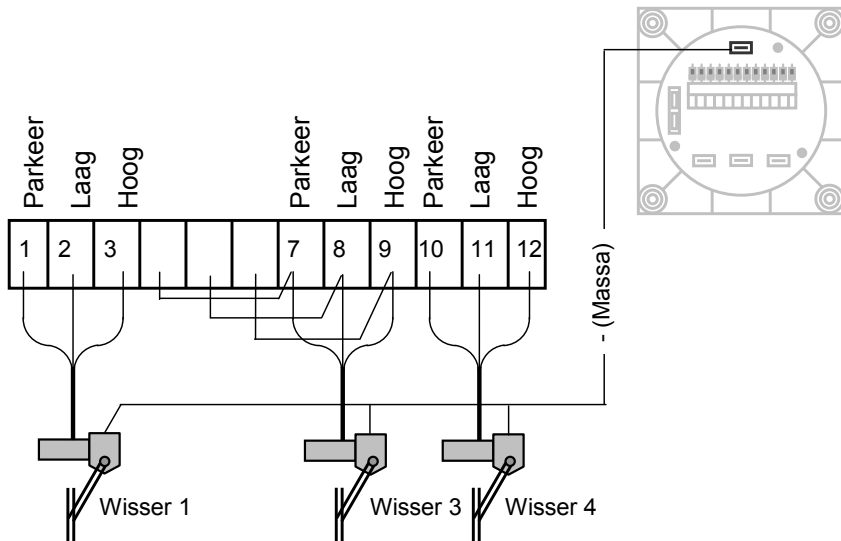 Parkeer
Laag
Hoog
Parkeer
Laag
Hoog
Parkeer
Laag
Hoog
1 2 3 7 8 9 10 11 12
- (Massa)
Wisser 1
Wisser 3
Wisser 4